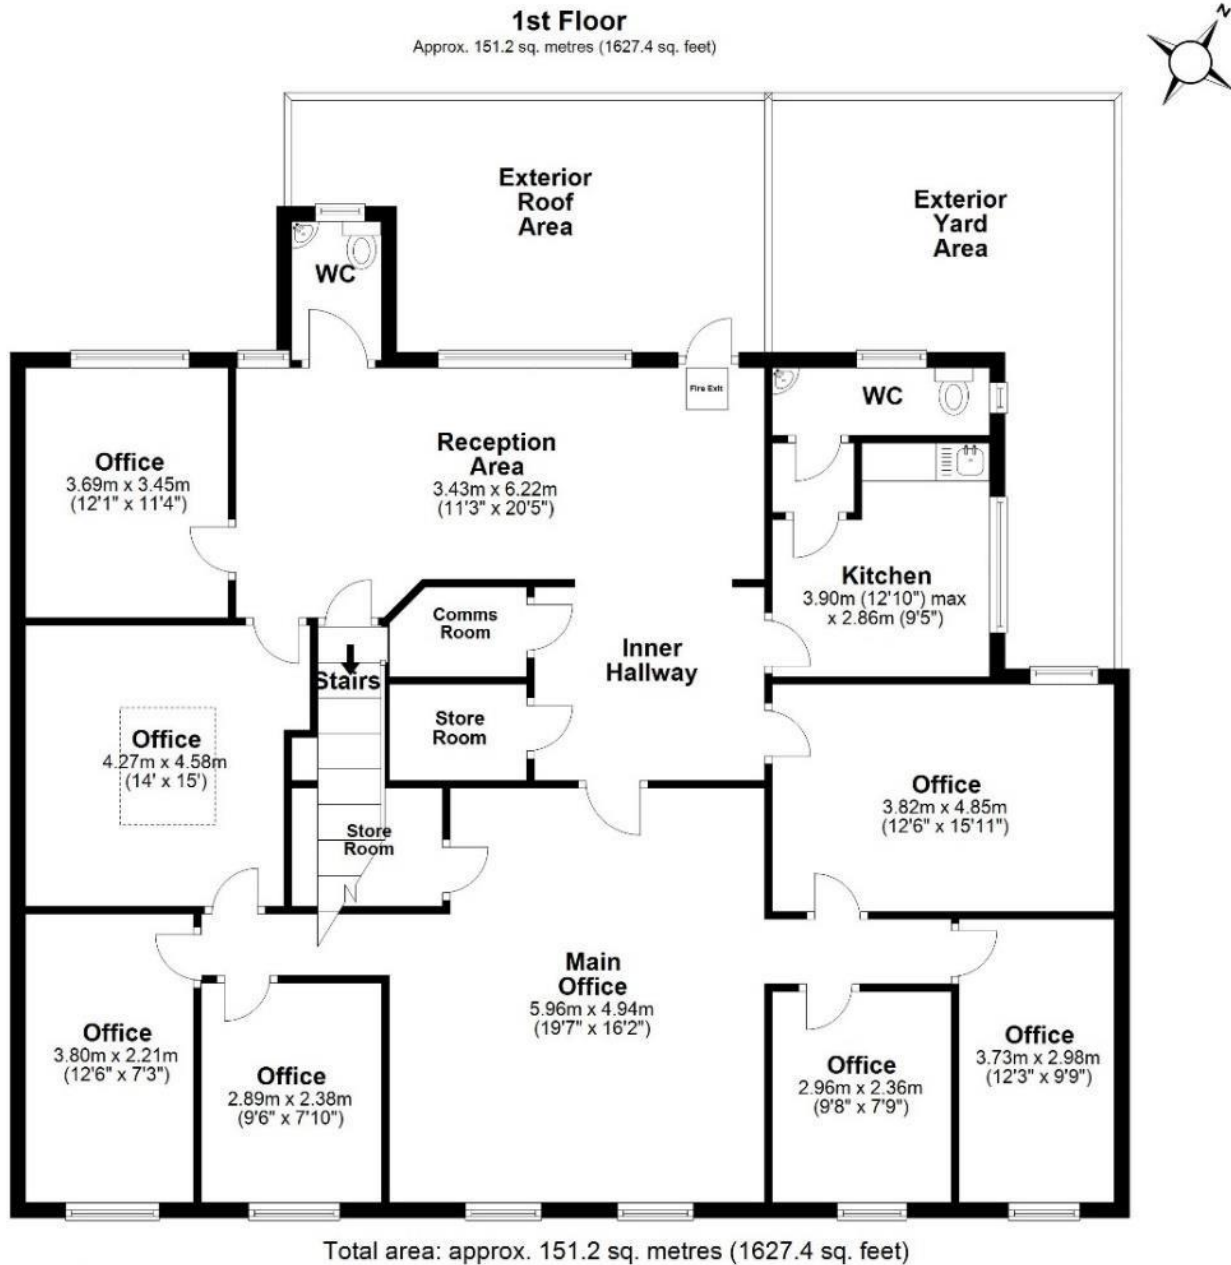 1st Floor
Approx. 151.2 sq. metres (1627.4 sq. feet)
N
Exterior
Roof
Area
Exterior
Yard
Area
WC
Fire Exit
WC
Office
3.69m x 3.45m
(12'1" x 11'4")
Reception
Area
3.43m x 6.22m
(11'3" x 20'5")
Kitchen
3.90m (12'10") max
x 2.86m (9'5")
Comms
Room
Inner
Hallway
Stairs
Store
Room
Office
4.27m x 4.58m
(14' x 15')
Office
3.82m x 4.85m
(12'6" x 15'11")
Store
Room
Main
Office
5.96m x 4.94m
(19'7" x 16'2")
Office
3.80m x 2.21m
(12'6" x 7'3")
Office
2.89m x 2.38m
(9'6" x 7'10")
Office
2.96m x 2.36m
(9'8" x 7'9")
Office
3.73m x 2.98m
(12'3" x 9'9")
Total area: approx. 151.2 sq. metres (1627.4 sq. feet)